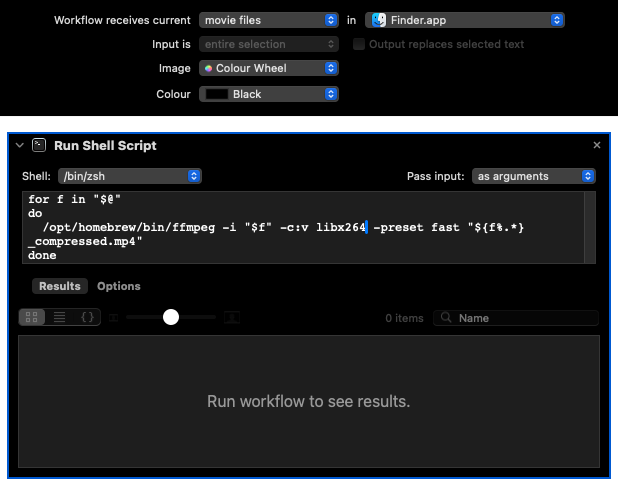 Workflow receives current movie files in Finder.app
Input is entire selection Output replaces selected text
Image Colour Wheel
Colour Black
Run Shell Script
Shell: /bin/zsh Pass input: as arguments
for f in "$@"
do
/opt/homebrew/bin/ffmpeg -i "$f" -c:v libx264 -preset fast "${f%.*}
_compressed.mp4"
done
Results Options
0 items Name
Run workflow to see results.